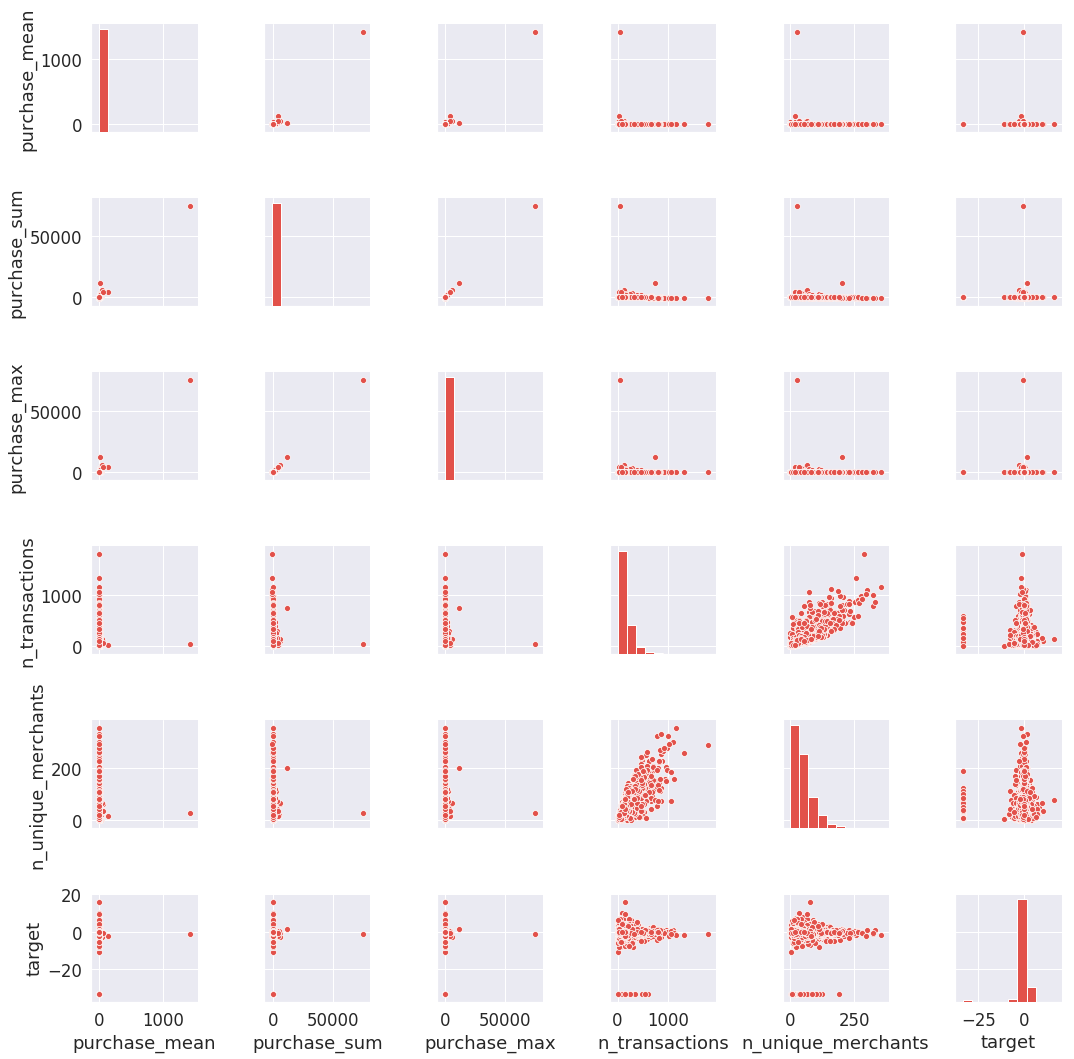 purchase_mean
1000
0
purchase_sum
50000
0
purchase_max
50000
0
n_transactions
1000
0
n_unique_merchants
200
0
target
20
0
−20
0 1000 0 50000 0 50000 0 1000 0 250 −25 0
purchase_mean purchase_sum purchase_max n_transactions n_unique_merchants target